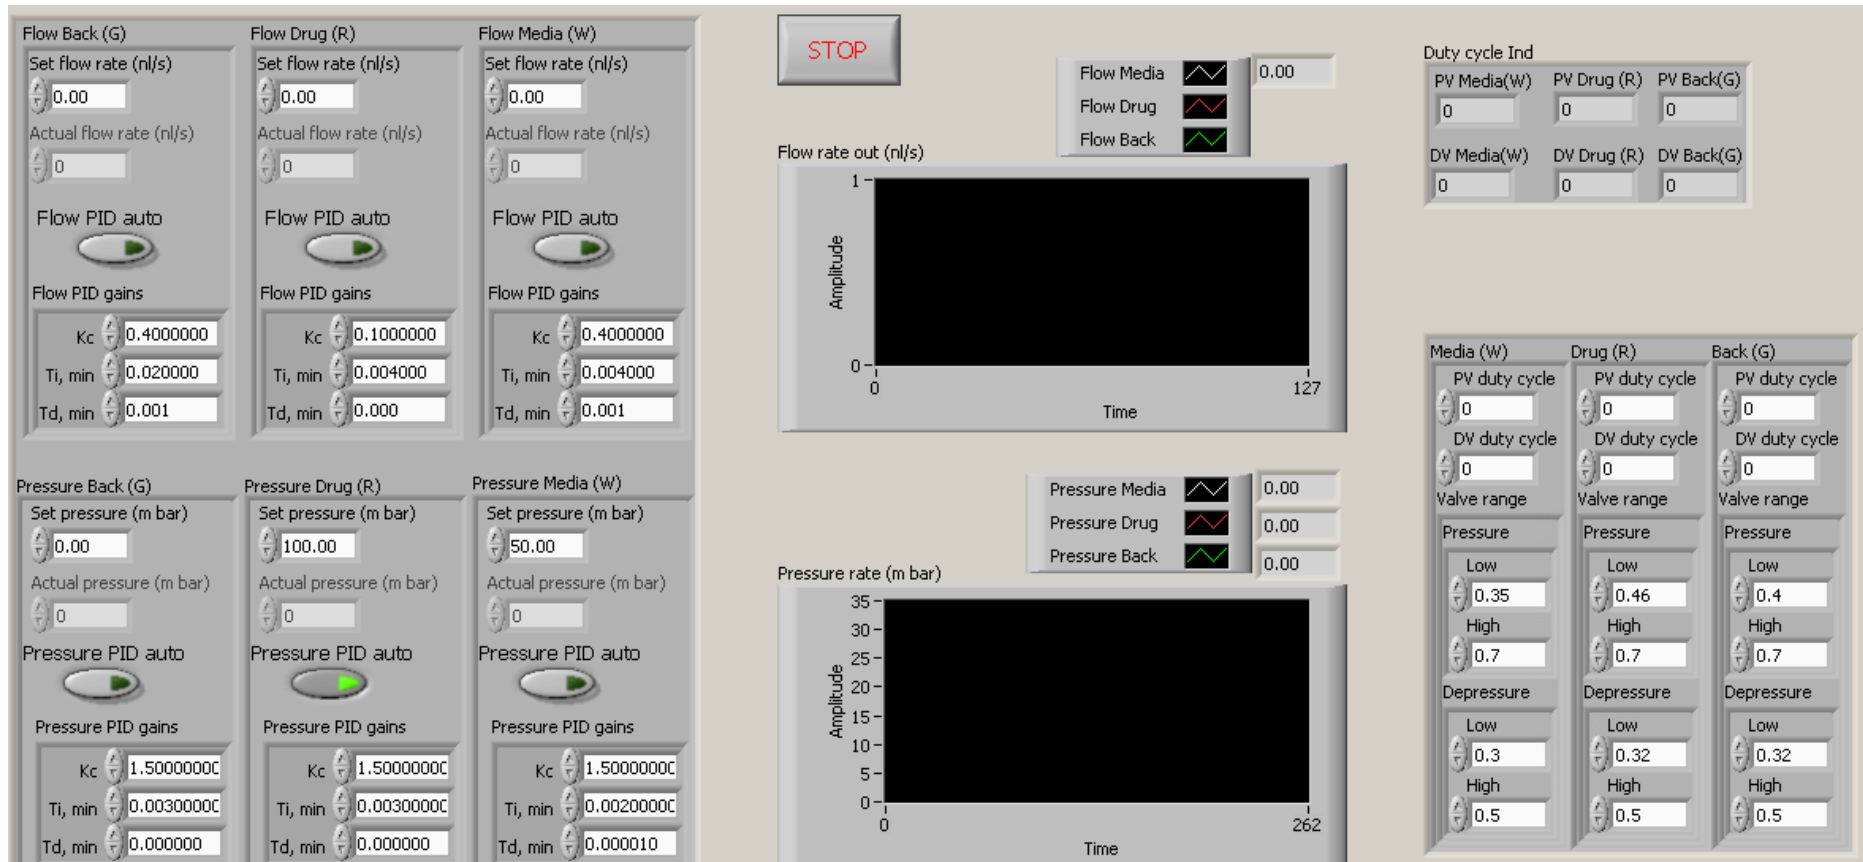 Flow Back (G)
Set flow rate (nl/s)
0.00
Actual flow rate (nl/s)
0
Flow PID auto
Flow PID gains
Kc 0.4000000
Ti, min 0.020000
Td, min 0.001
Flow Drug (R)
Set flow rate (nl/s)
0.00
Actual flow rate (nl/s)
0
Flow PID auto
Flow PID gains
Kc 0.1000000
Ti, min 0.004000
Td, min 0.000
Flow Media (W)
Set flow rate (nl/s)
0.00
Actual flow rate (nl/s)
0
Flow PID auto
Flow PID gains
Kc 0.4000000
Ti, min 0.004000
Td, min 0.001
Pressure Back (G)
Set pressure (m bar)
0.00
Actual pressure (m bar)
0
Pressure PID auto
Pressure PID gains
Kc 1.5000000
Ti, min 0.0030000
Td, min 0.000000
Pressure Drug (R)
Set pressure (m bar)
100.00
Actual pressure (m bar)
0
Pressure PID auto
Pressure PID gains
Kc 1.5000000
Ti, min 0.0030000
Td, min 0.000000
Pressure Media (W)
Set pressure (m bar)
50.00
Actual pressure (m bar)
0
Pressure PID auto
Pressure PID gains
Kc 1.5000000
Ti, min 0.0020000
Td, min 0.000010
STOP
Flow Media 0.00
Flow Drug
Flow Back
Flow rate out (nl/s)
1
Amplitude
0
0 127
Time
Pressure Media 0.00
Pressure Drug 0.00
Pressure Back 0.00
Pressure rate (m bar)
35
30
25
20
15
10
5
0
Amplitude
0 262
Time
Duty cycle Ind
PV Media(W) PV Drug (R) PV Back(G)
0 0 0
DV Media(W) DV Drug (R) DV Back(G)
0 0 0
Media (W)
PV duty cycle
0
DV duty cycle
0
Valve range
Pressure
Low
0.35
High
0.7
Depressure
Low
0.3
High
0.5
Drug (R)
PV duty cycle
0
DV duty cycle
0
Valve range
Pressure
Low
0.46
High
0.7
Depressure
Low
0.32
High
0.5
Back (G)
PV duty cycle
0
DV duty cycle
0
Valve range
Pressure
Low
0.4
High
0.7
Depressure
Low
0.32
High
0.5